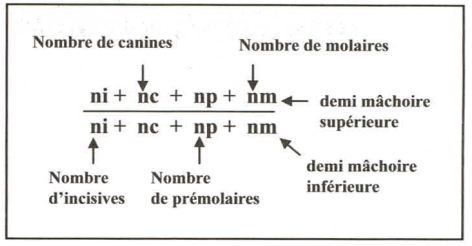 Nombre de canines
Nombre de molaires
ni + nc + np + nm
demi mâchoire
supérieure
ni + nc + np + nm
demi mâchoire
inférieure
Nombre
d'incisives
Nombre
de prémolaires